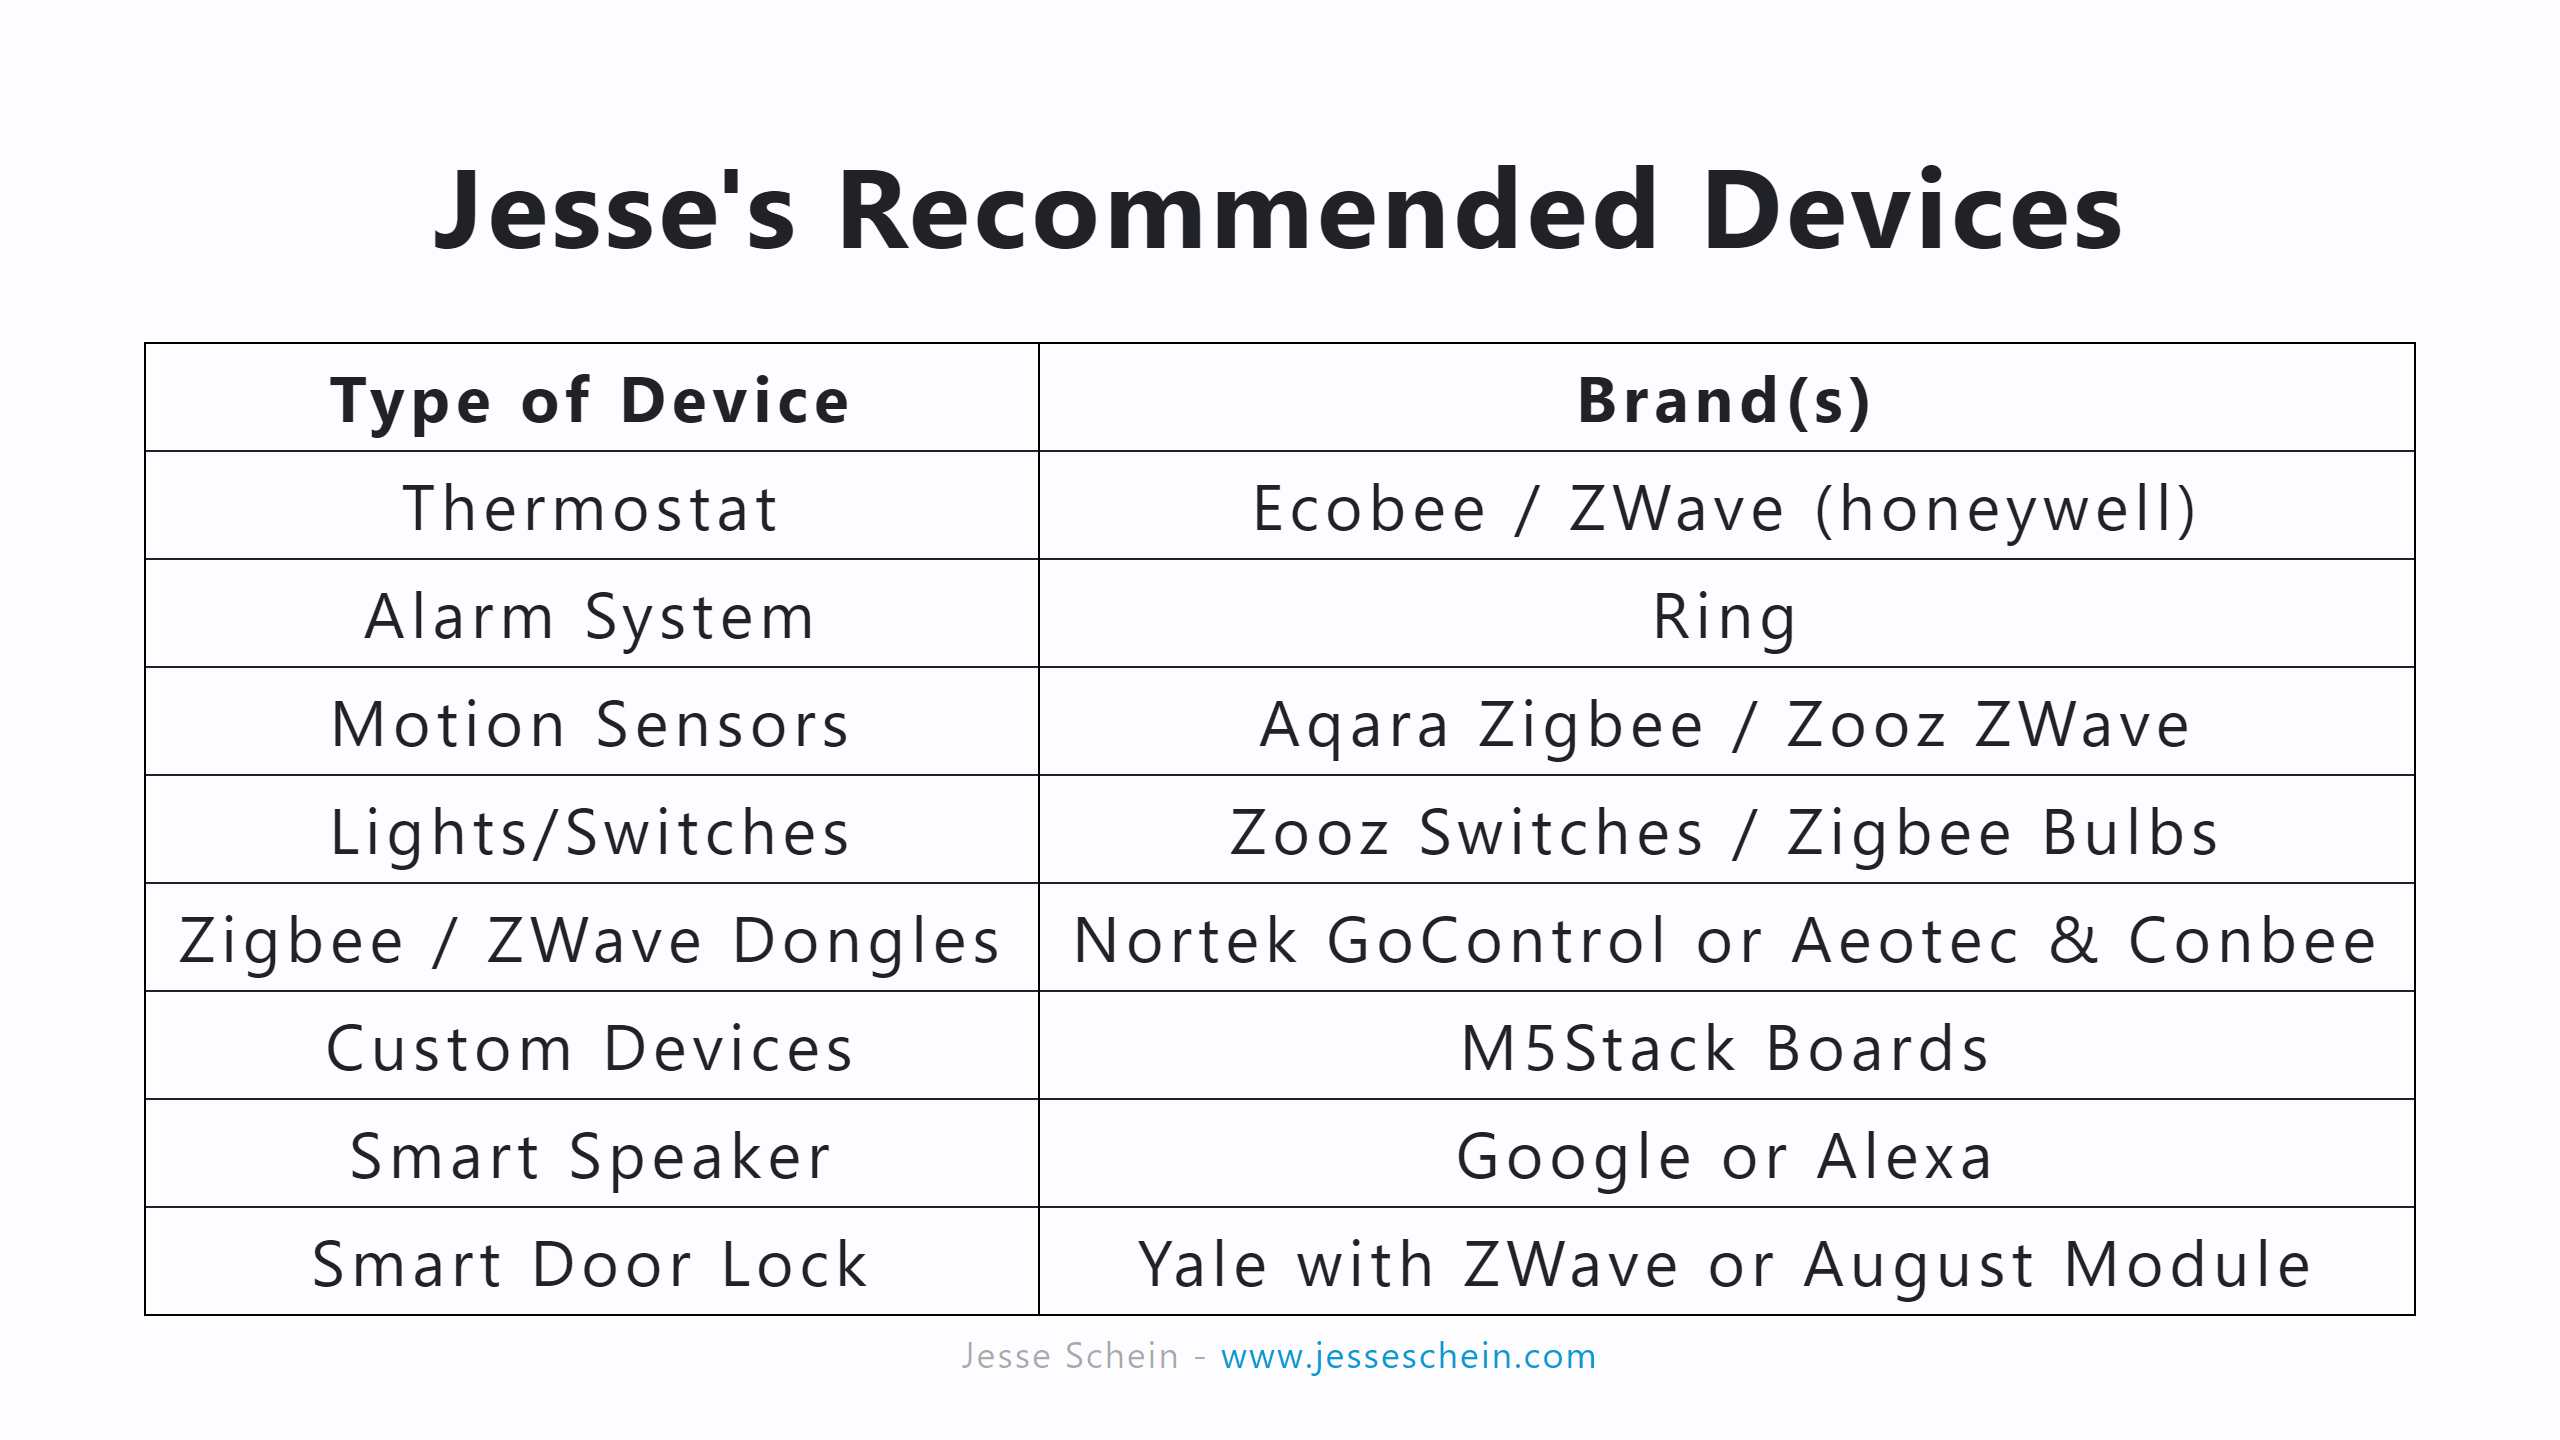 Jesse's Recommended Devices
Type of Device Brand(s)
Thermostat Ecobee / ZWave (honeywell)
Alarm System Ring
Motion Sensors Aqara Zigbee / Zooz ZWave
Lights/Switches Zooz Switches / Zigbee Bulbs
Zigbee / ZWave Dongles Nortek GoControl or Aeotec & Conbee
Custom Devices M5Stack Boards
Smart Speaker Google or Alexa
Smart Door Lock Yale with ZWave or August Module
Jesse Schein - www.jesseschein.com